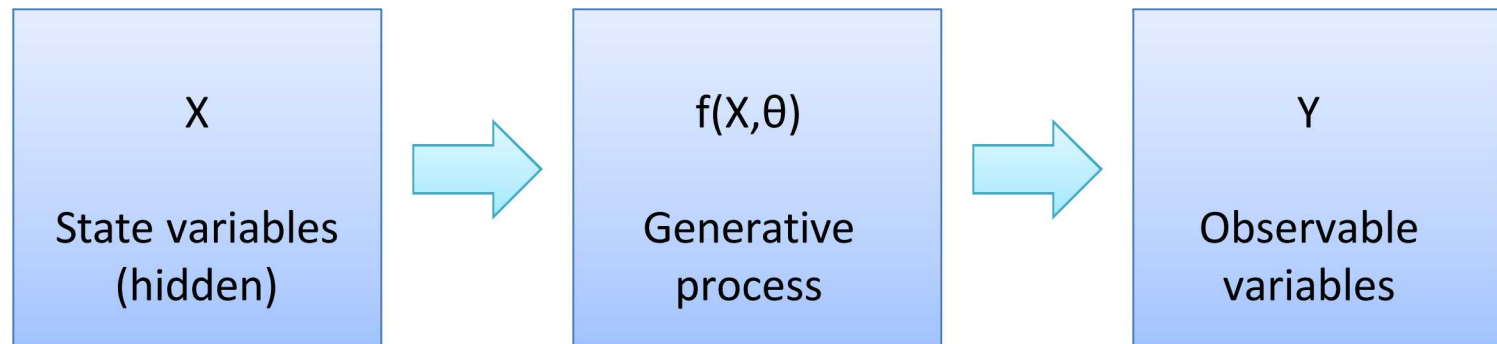 X
State variables
(hidden)
f(X,θ)
Generative
process
Y
Observable
variables